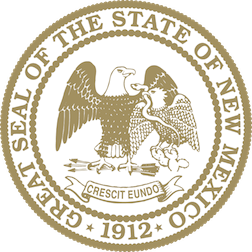 GREAT SEAL OF THE STATE OF NEW MEXICO
CRESCIT EUNDO
1912